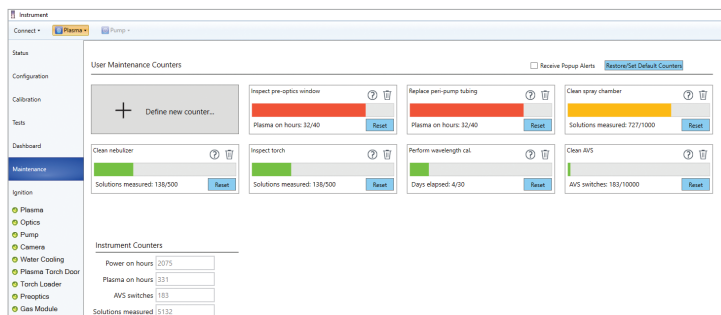 Instrument
Connect Plasma Pump
Status
Configuration
Calibration
Tests
Dashboard
Maintenance
Ignition
Plasma
Optics
Pump
Camera
Water Cooling
Plasma Torch Door
Torch Loader
Preoptics
Gas Module
User Maintenance Counters
Receive Popup Alerts
Restore/Set Default Counters
Define new counter...
Inspect pre-optics window
Plasma on hours: 32/40
Reset
Replace peri-pump tubing
Plasma on hours: 32/40
Reset
Clean spray chamber
Solutions measured: 727/1000
Reset
Clean nebulizer
Solutions measured: 138/500
Reset
Inspect torch
Solutions measured: 138/500
Reset
Perform wavelength cal.
Days elapsed: 4/30
Reset
Clean AVS
AVS switches: 183/10000
Reset
Instrument Counters
Power on hours 2075
Plasma on hours 331
AVS switches 183
Solutions measured 5132